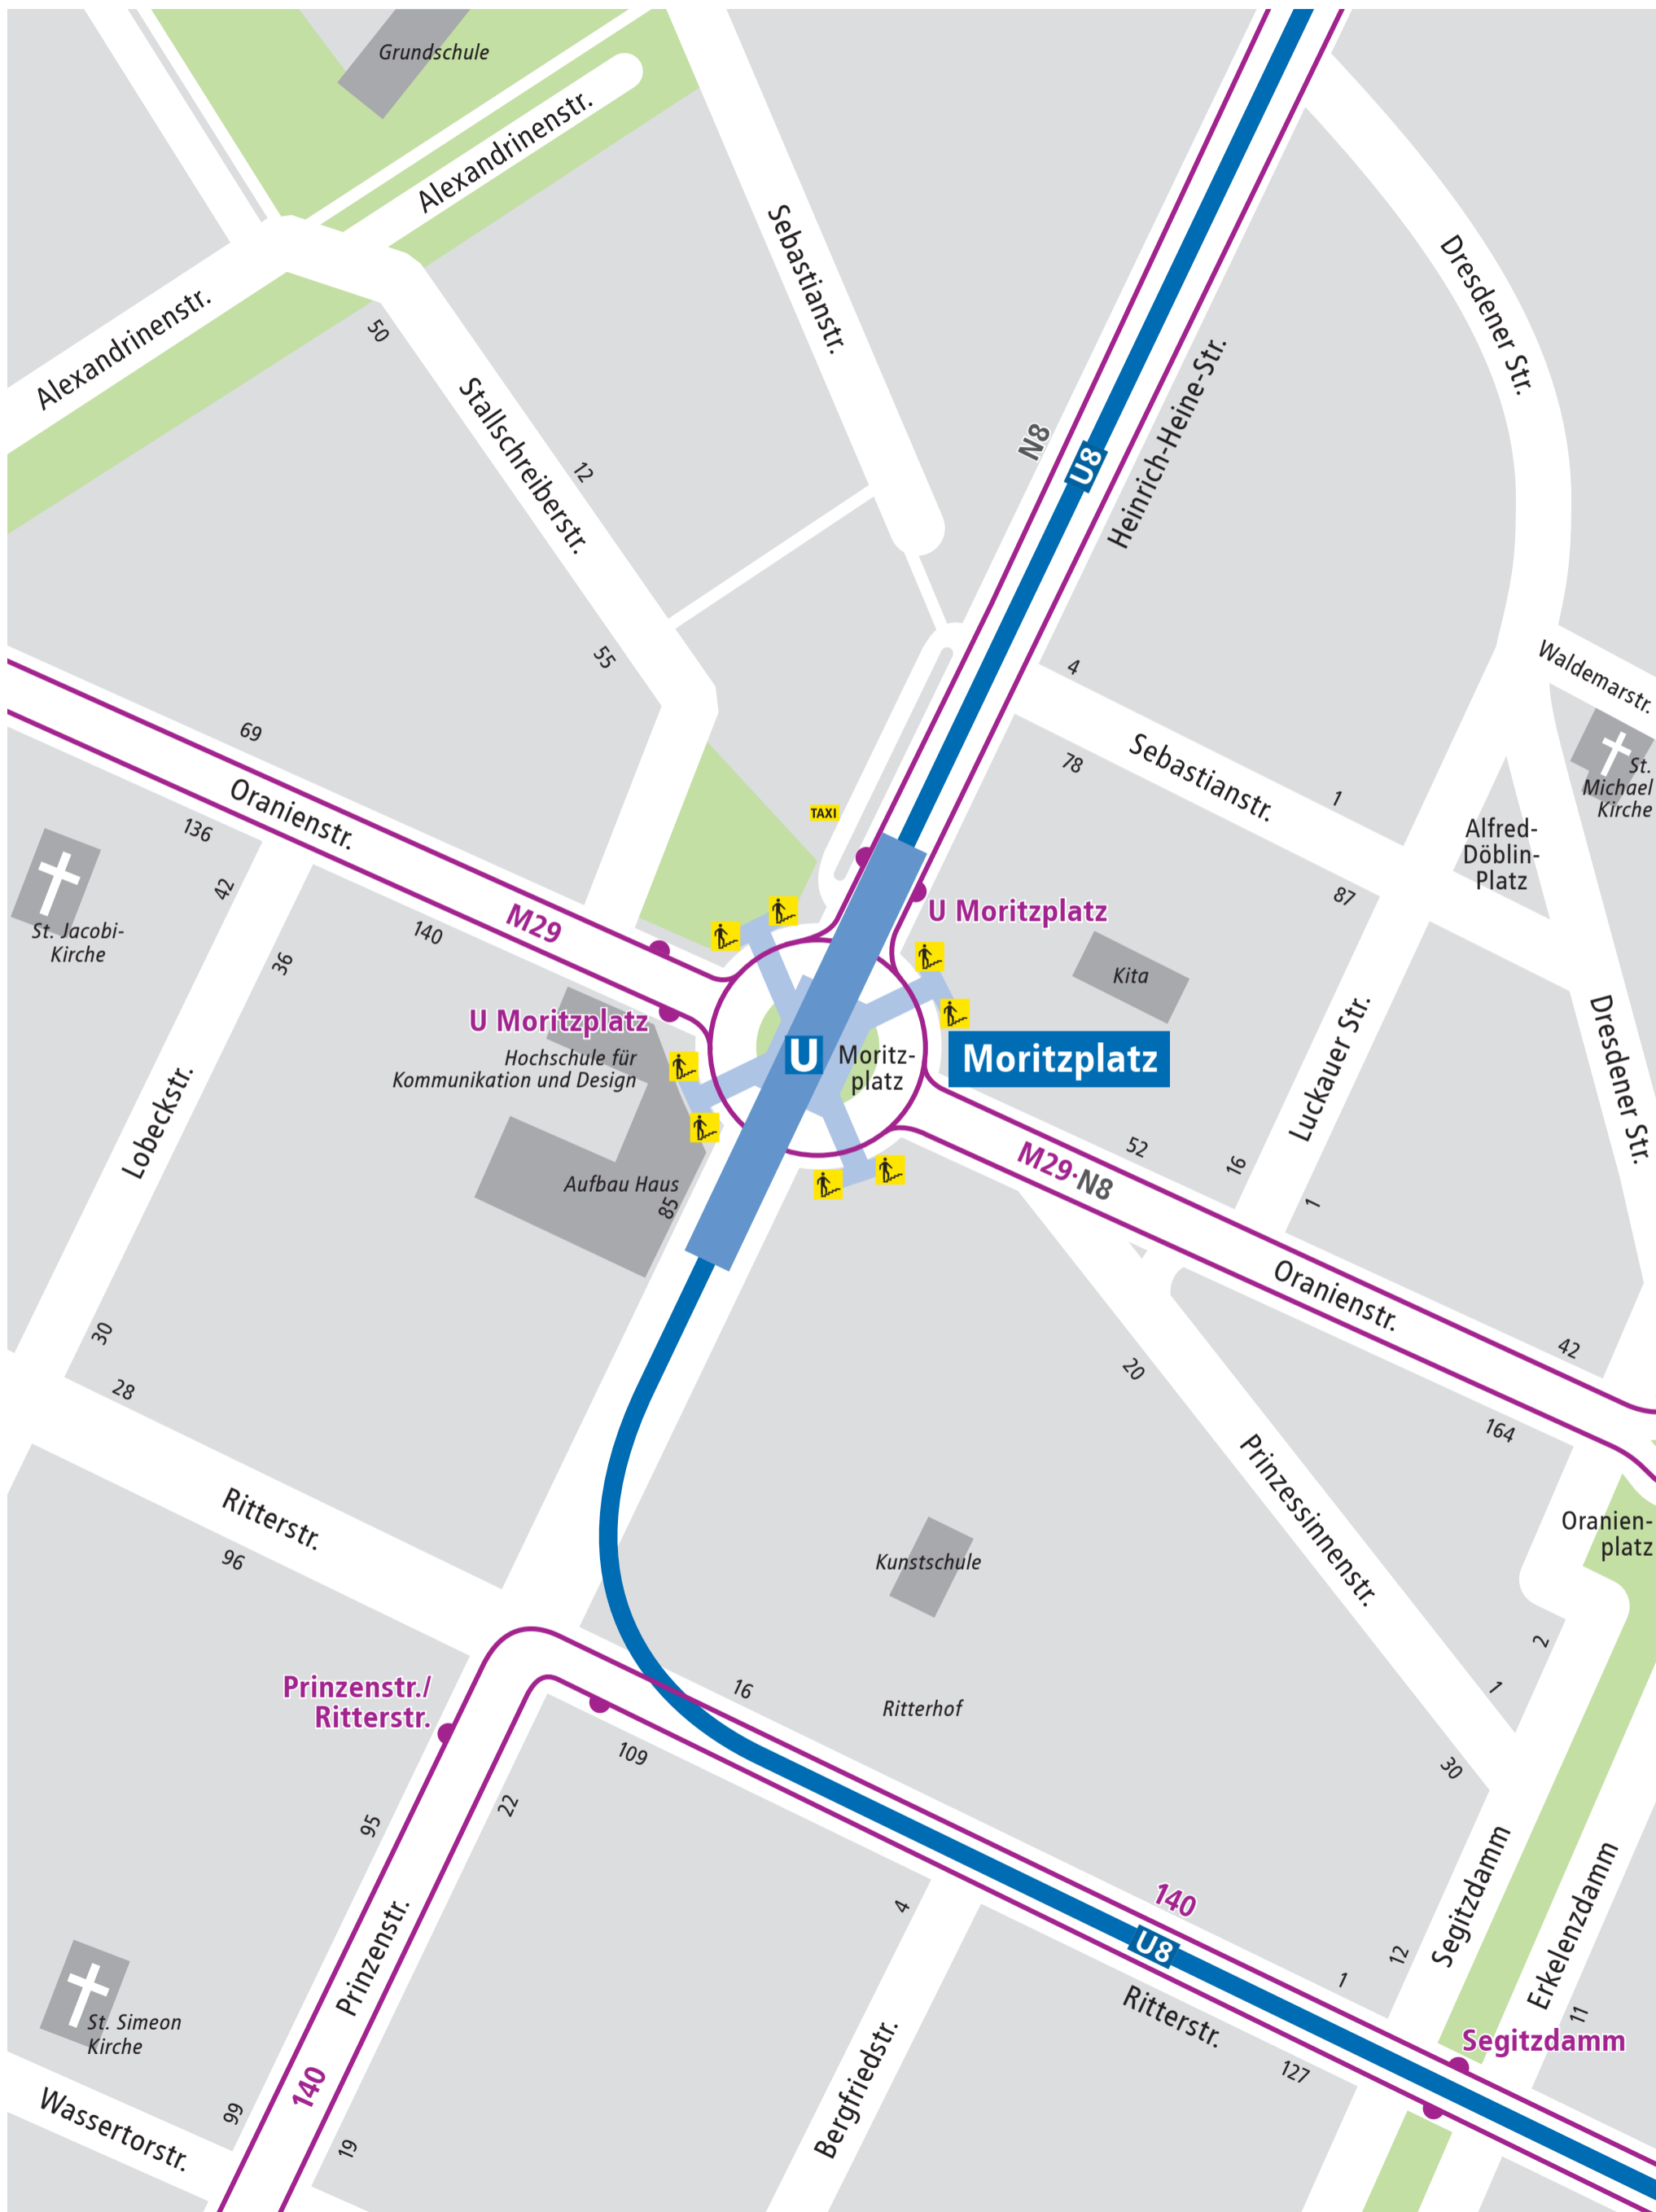 Grundschule
Alexandrinenstr.
Sebastianstr.
Dresdener Str.
Alexandrinenstr.
50
Stallschreiberstr.
12
N8
U8
Heinrich-Heine-Str.
55
4
Waldemarstr.
69
Oranienstr.
136
78
Sebastianstr.
1
St.
Michael
Kirche
TAXI
Alfred-
Döblin-
Platz
87
42
St. Jacobi-
Kirche
M29
140
36
U Moritzplatz
Kita
U Moritzplatz
Hochschule für
Kommunikation und Design
U
Moritz-
platz
Moritzplatz
Luckauer Str.
Dresdener Str.
Lobeckstr.
Aufbau Haus
85
M29·N8
52
16
1
Oranienstr.
30
28
20
42
164
Ritterstr.
96
Prinzessinnenstr.
Oranien-
platz
Kunstschule
2
1
Prinzenstr./
Ritterstr.
16
Ritterhof
109
30
95
22
Prinzenstr.
4
140
U8
Segitzdamm
Erkelenzdamm
12
1
11
St. Simeon
Kirche
Ritterstr.
Segitzdamm
127
140
Bergfriedstr.
Wassertorstr.
99
19